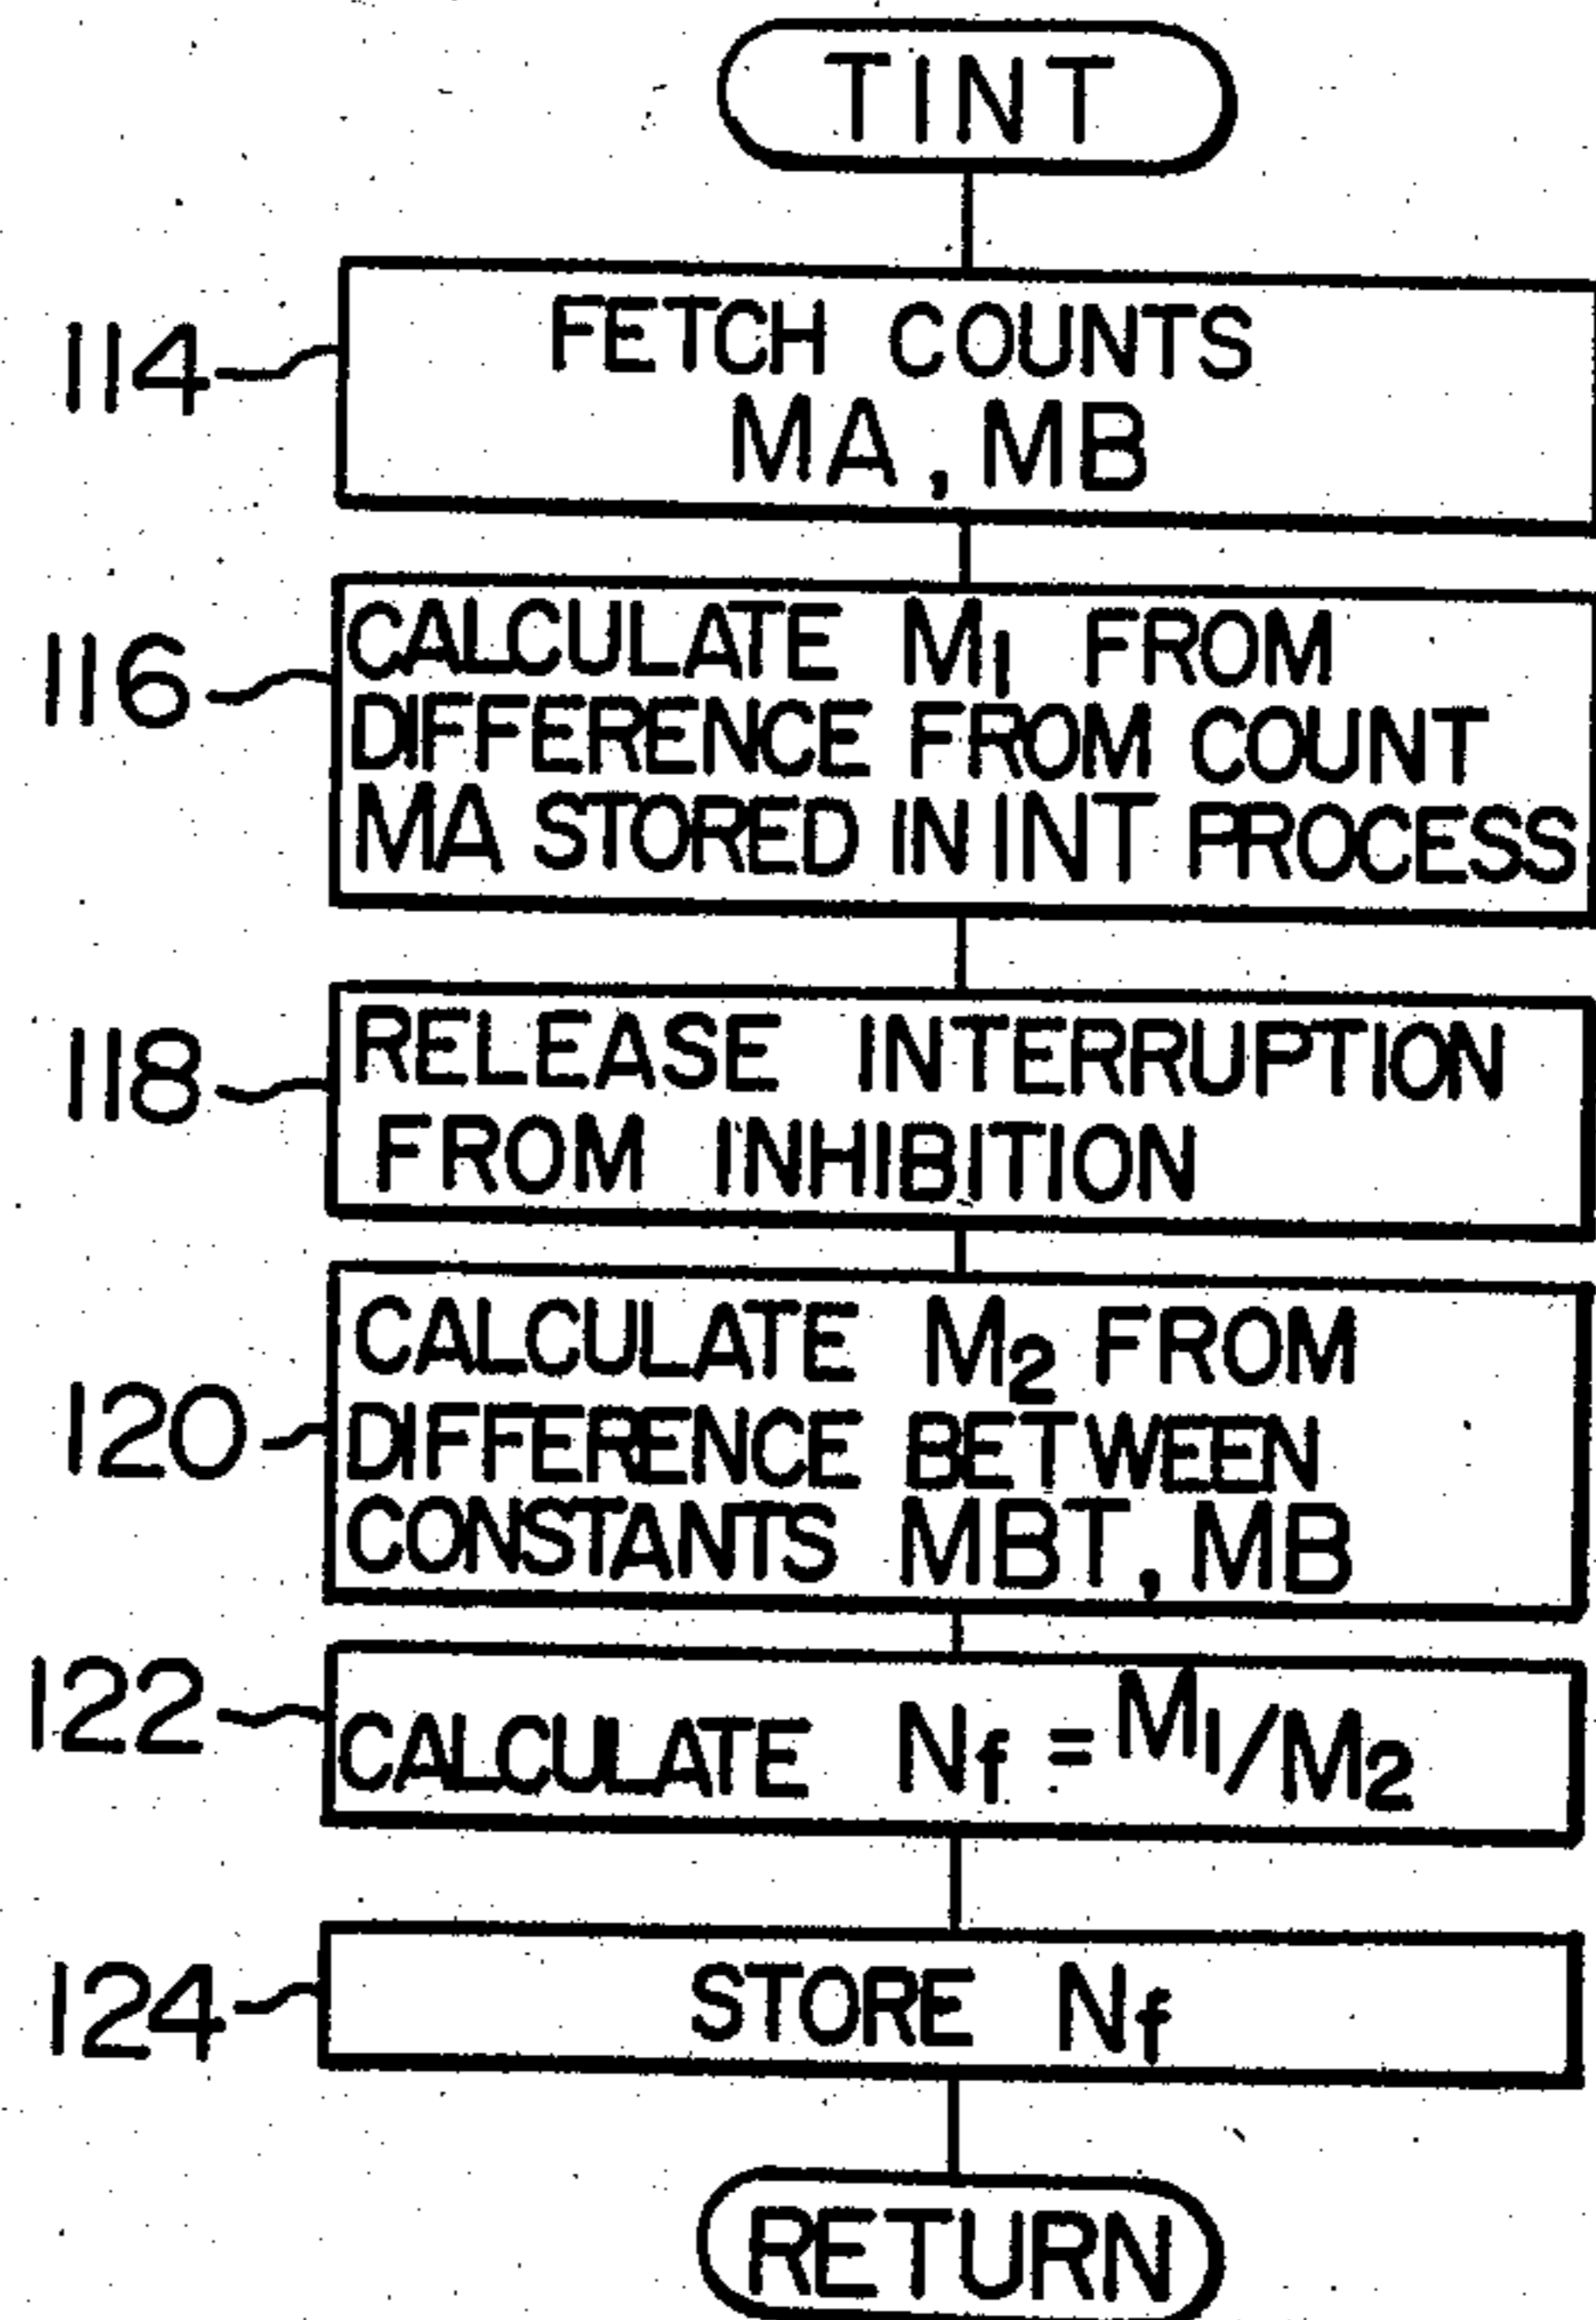 TINT
114
FETCH COUNTS
MA, MB
116
CALCULATE M1 FROM
DIFFERENCE FROM COUNT
MA STORED IN INT PROCESS
118
RELEASE INTERRUPTION
FROM INHIBITION
120
CALCULATE M2 FROM
DIFFERENCE BETWEEN
CONSTANTS MBT, MB
122
CALCULATE Nf = M1/M2
124
STORE Nf
RETURN